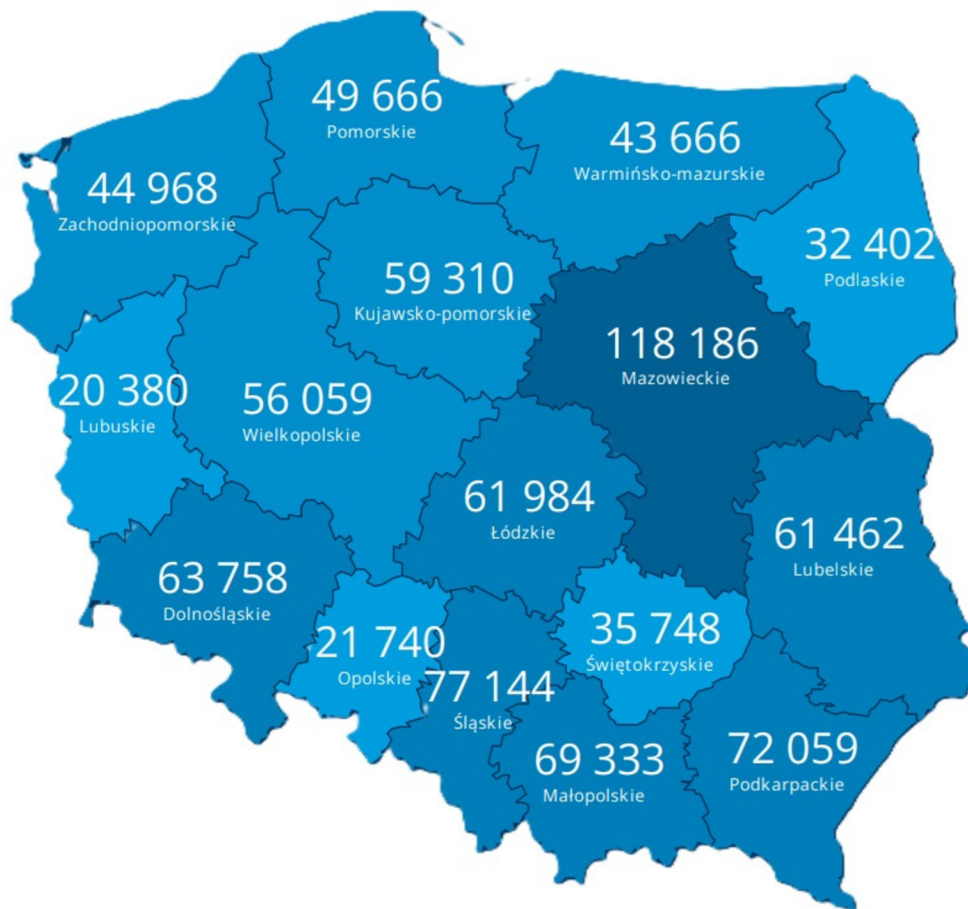 49 666
Pomorskie
43 666
Warmińsko-mazurskie
44 968
Zachodniopomorskie
32 402
Podlaskie
59 310
Kujawsko-pomorskie
118 186
Mazowieckie
20 380
Lubuskie
56 059
Wielkopolskie
61 984
Łódzkie
61 462
Lubelskie
63 758
Dolnośląskie
21 740
Opolskie
35 748
Świętokrzyskie
77 144
Śląskie
69 333
Małopolskie
72 059
Podkarpackie